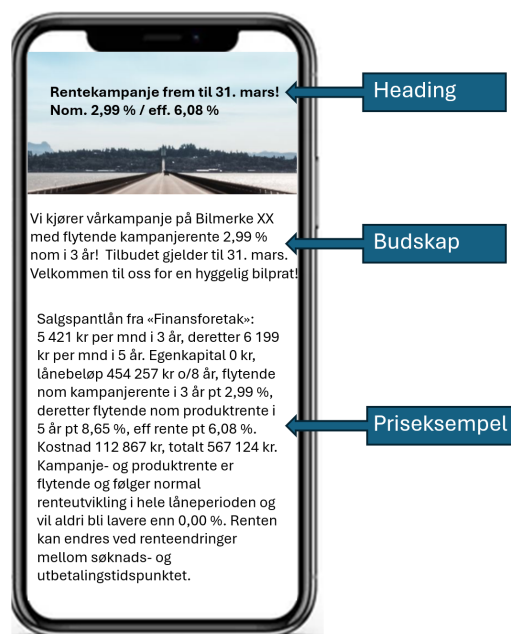 Rentekampanje frem til 31. mars!
Nom. 2,99 % / eff. 6,08 %
Heading
Vi kjører vårkampanje på Bilmerke XX
med flytende kampanjerente 2,99 %
nom i 3 år!  Tilbudet gjelder til 31. mars.
Velkommen til oss for en hyggelig bilprat!
Budskap
Salgspantlån fra «Finansforetak»:
5 421 kr per mnd i 3 år, deretter 6 199
kr per mnd i 5 år. Egenkapital 0 kr,
lånebeløp 454 257 kr o/8 år, flytende
nom kampanjerente i 3 år pt 2,99 %,
deretter flytende nom produktrente i
5 år pt 8,65 %, eff rente pt 6,08 %.
Kostnad 112 867 kr, totalt 567 124 kr.
Kampanje- og produktrente er
flytende og følger normal
renteutvikling i hele låneperioden og
vil aldri bli lavere enn 0,00 %. Renten
kan endres ved renteendringer
mellom søknads- og
utbetalingstidspunktet.
Priseksempel